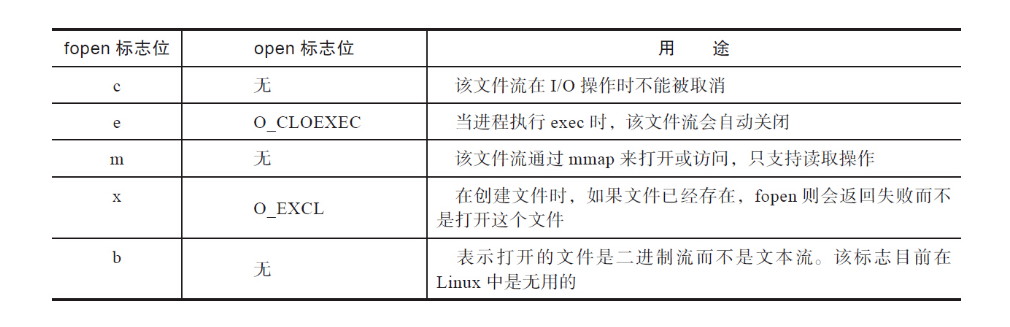 fopen 标志位 open 标志位 用 途
c 无 该文件流在 I/O 操作时不能被取消
e O_CLOEXEC 当进程执行 exec 时，该文件流会自动关闭
m 无 该文件流通过 mmap 来打开或访问，只支持读取操作
x O_EXCL 在创建文件时，如果文件已经存在，fopen 则会返回失败而不
是打开这个文件
b 无 表示打开的文件是二进制流而不是文本流。该标志目前在
Linux 中是无用的